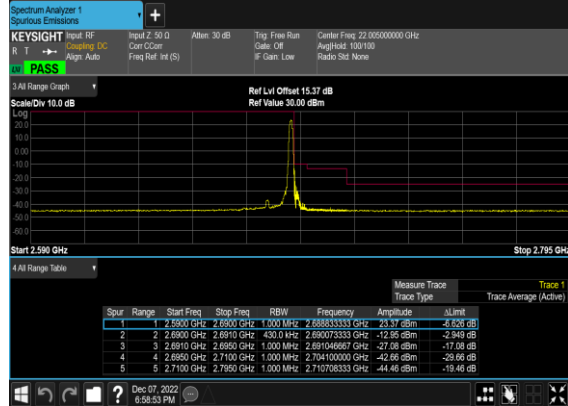 Spectrum Analyzer 1
Spurious Emissions
+
KEYSIGHT Input: RF Input Z: 50 Ω Atten: 30 dB Trig: Free Run Center Freq: 22.005000000 GHz
R T Coupling: DC Corr CCorr Gate: Off Avg|Hold: 100/100
Align: Auto Freq Ref: Int (S) IF Gain: Low Radio Std: None
LXI PASS
3 All Range Graph
Ref Lvl Offset 15.37 dB
Scale/Div 10.0 dB Ref Value 30.00 dBm
Log
20.0
10.0
0.00
-10.0
-20.0
-30.0
-40.0
-50.0
-60.0
Start 2.590 GHz Stop 2.795 GHz
4 All Range Table
Measure Trace Trace 1
Trace Type Trace Average (Active)
Spur Range Start Freq Stop Freq RBW Frequency Amplitude ΔLimit
1 1 2.5900 GHz 2.6900 GHz 1.000 MHz 2.688833333 GHz 23.37 dBm -6.626 dB
2 2 2.6900 GHz 2.6910 GHz 430.0 kHz 2.690073333 GHz -12.95 dBm -2.949 dB
3 3 2.6910 GHz 2.6950 GHz 1.000 MHz 2.691046667 GHz -27.08 dBm -17.08 dB
4 4 2.6950 GHz 2.7100 GHz 1.000 MHz 2.704100000 GHz -42.66 dBm -29.66 dB
5 5 2.7100 GHz 2.7950 GHz 1.000 MHz 2.710708333 GHz -44.46 dBm -19.46 dB
?
Dec 07, 2022
6:58:53 PM